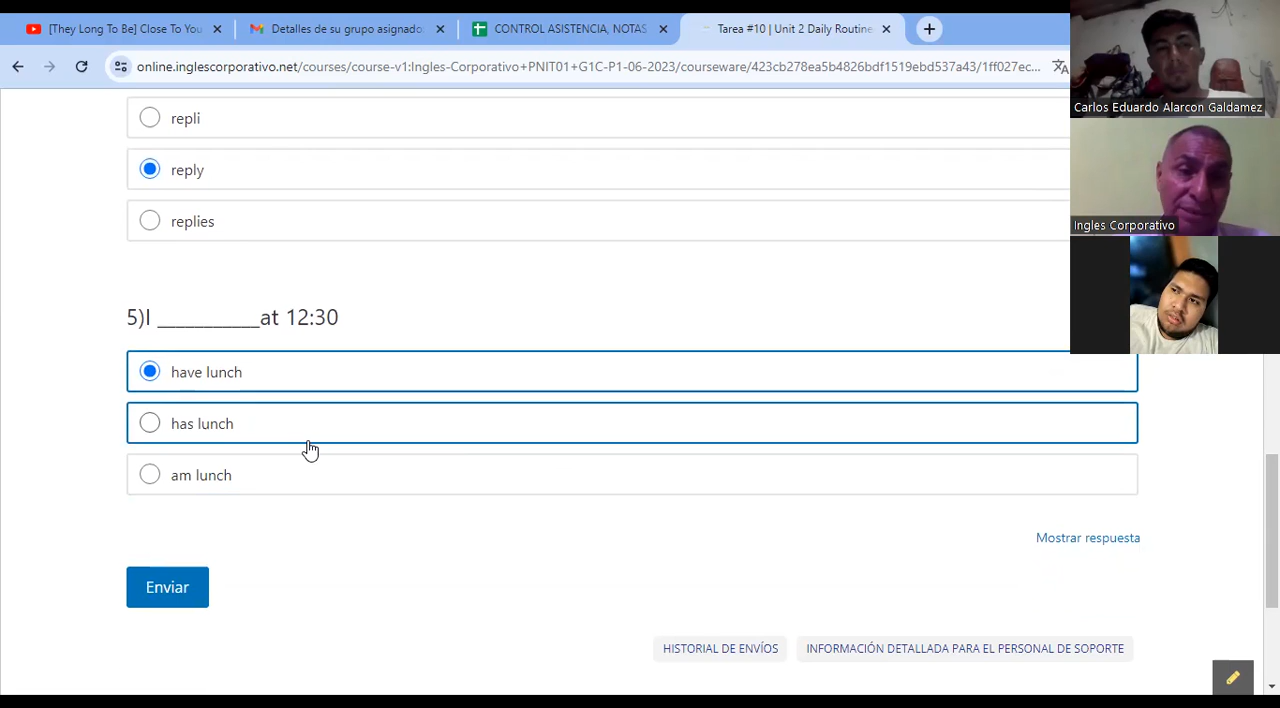 [They Long To Be] Close To You
Detalles de su grupo asignado
CONTROL ASISTENCIA, NOTAS
Tarea #10 | Unit 2 Daily Routine
online.inglescorporativo.net/courses/course-v1:Ingles-Corporativo+PNIT01+G1C-P1-06-2023/courseware/423cb278ea5b4826bdf1519ebd537a43/1ff027ec...
Carlos Eduardo Alarcon Galdamez
Ingles Corporativo
repli
reply
replies
5)I ___________at 12:30
have lunch
has lunch
am lunch
Mostrar respuesta
Enviar
HISTORIAL DE ENVÍOS
INFORMACIÓN DETALLADA PARA EL PERSONAL DE SOPORTE